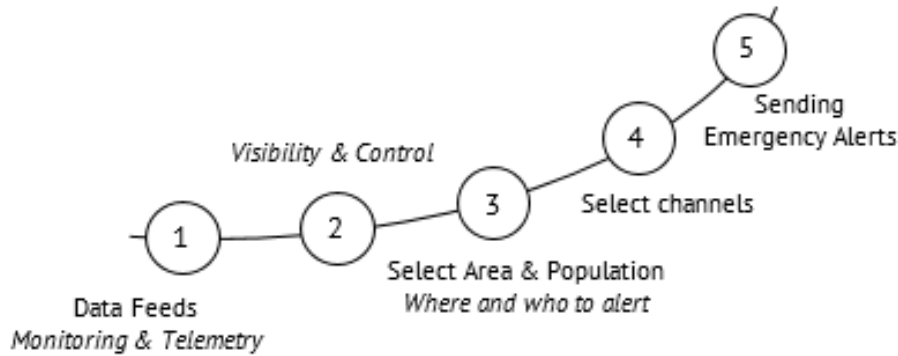 1
Data Feeds
Monitoring & Telemetry
2
Visibility & Control
3
Select Area & Population
Where and who to alert
4
Select channels
5
Sending
Emergency Alerts